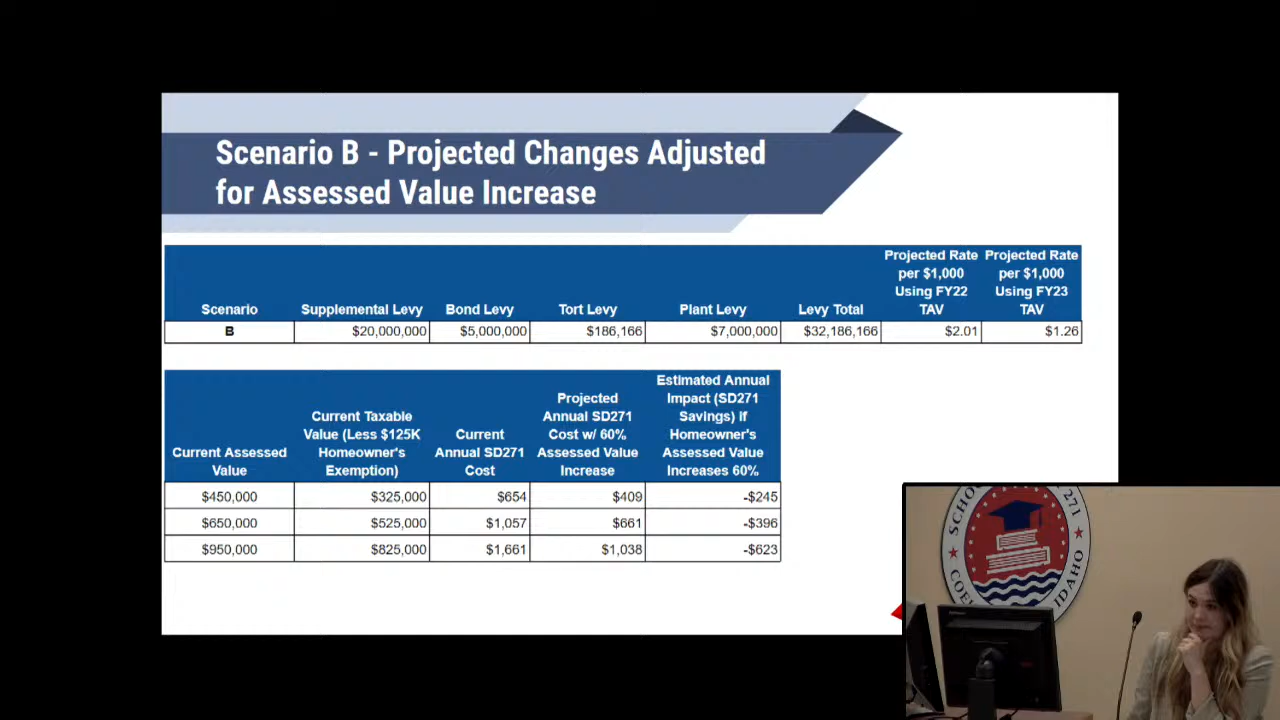 Scenario B - Projected Changes Adjusted
for Assessed Value Increase
Projected Rate Projected Rate
per $1,000 per $1,000
Using FY22 Using FY23
Scenario Supplemental Levy Bond Levy Tort Levy Plant Levy Levy Total TAV TAV
B $20,000,000 $5,000,000 $186,166 $7,000,000 $32,186,166 $2.01 $1.26
Estimated Annual
Projected Impact (SD271
Current Taxable Annual SD271 Savings) if
Value (Less $125K Current Cost w/ 60% Homeowner's
Current Assessed Homeowner's Annual SD271 Assessed Value Assessed Value
Value Exemption) Cost Increase Increases 60%
$450,000 $325,000 $654 $409 -$245
$650,000 $525,000 $1,057 $661 -$396
$950,000 $825,000 $1,661 $1,038 -$623
SCHOO
271
COE
IDAHO